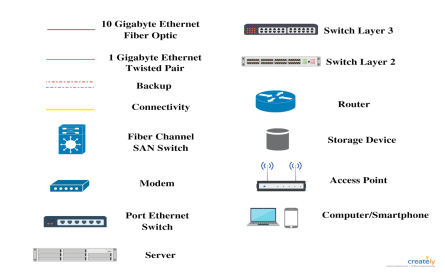 10 Gigabyte Ethernet
Fiber Optic
1 Gigabyte Ethernet
Twisted Pair
Backup
Connectivity
Fiber Channel
SAN Switch
Modem
Port Ethernet
Switch
Server
Switch Layer 3
Switch Layer 2
Router
Storage Device
Access Point
Computer/Smartphone
creately